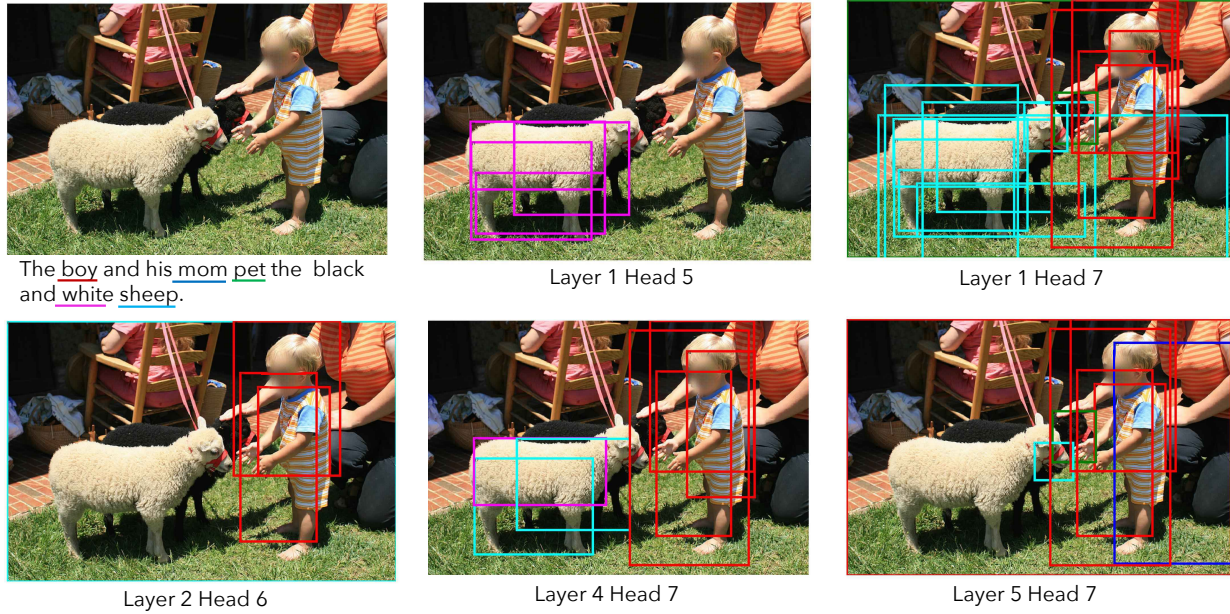 The boy and his mom pet the black
and white sheep.
Layer 1 Head 5
Layer 1 Head 7
Layer 2 Head 6
Layer 4 Head 7
Layer 5 Head 7